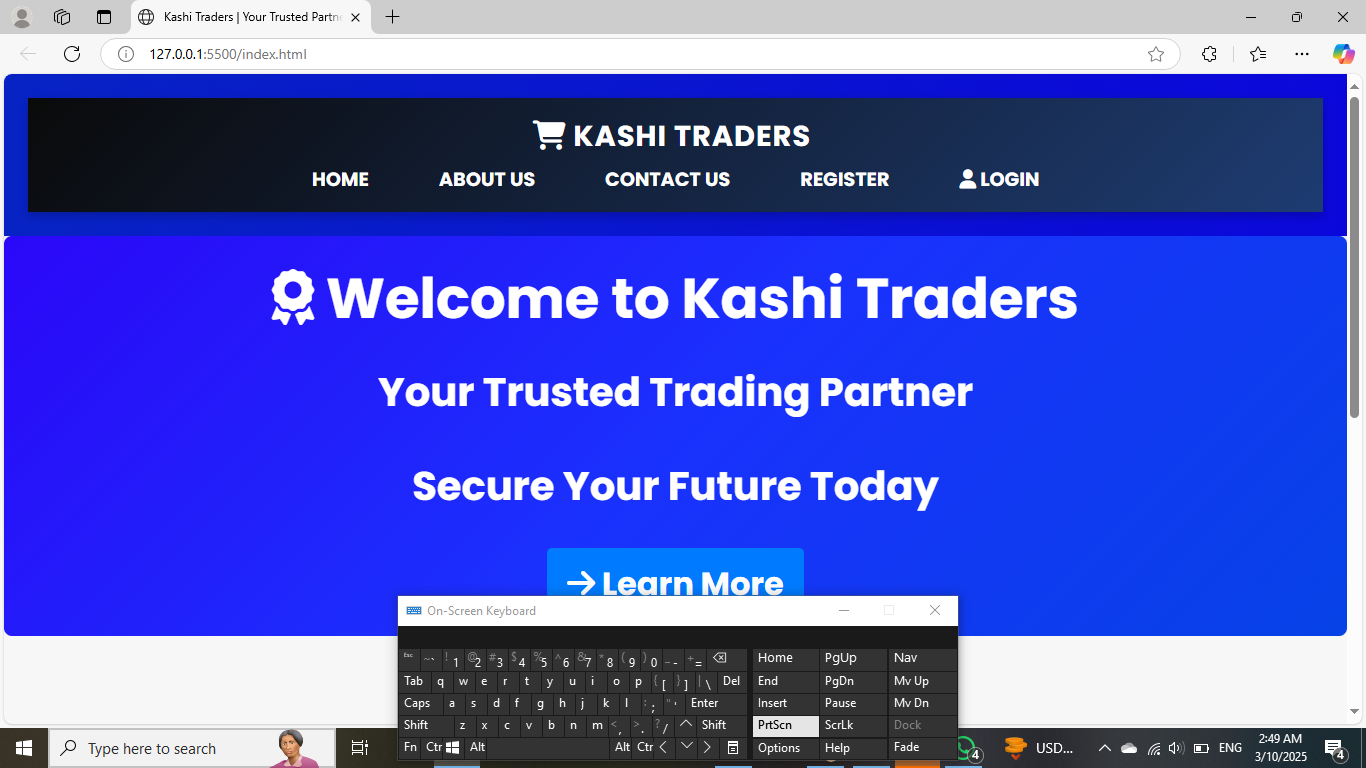 Kashi Traders | Your Trusted Partn
127.0.0.1:5500/index.html
KASHI TRADERS
HOME ABOUT US CONTACT US REGISTER LOGIN
Welcome to Kashi Traders
Your Trusted Trading Partner
Secure Your Future Today
Learn More
On-Screen Keyboard
Esc ~ ` ! 1 @ 2 # 3 $ 4 % 5 ^ 6 & 7 * 8 ( 9 ) 0 _ - + = Home PgUp Nav
Tab q w e r t y u i o p { [ } ] | \ Del End PgDn Mv Up
Caps a s d f g h j k l : ; " ' Enter Insert Pause Mv Dn
Shift z x c v b n m < , > . ? / Shift PrtScn ScrLk Dock
Fn Ctr Alt Alt Ctr Options Help Fade
Type here to search
4
USD...
ENG
2:49 AM
3/10/2025
4